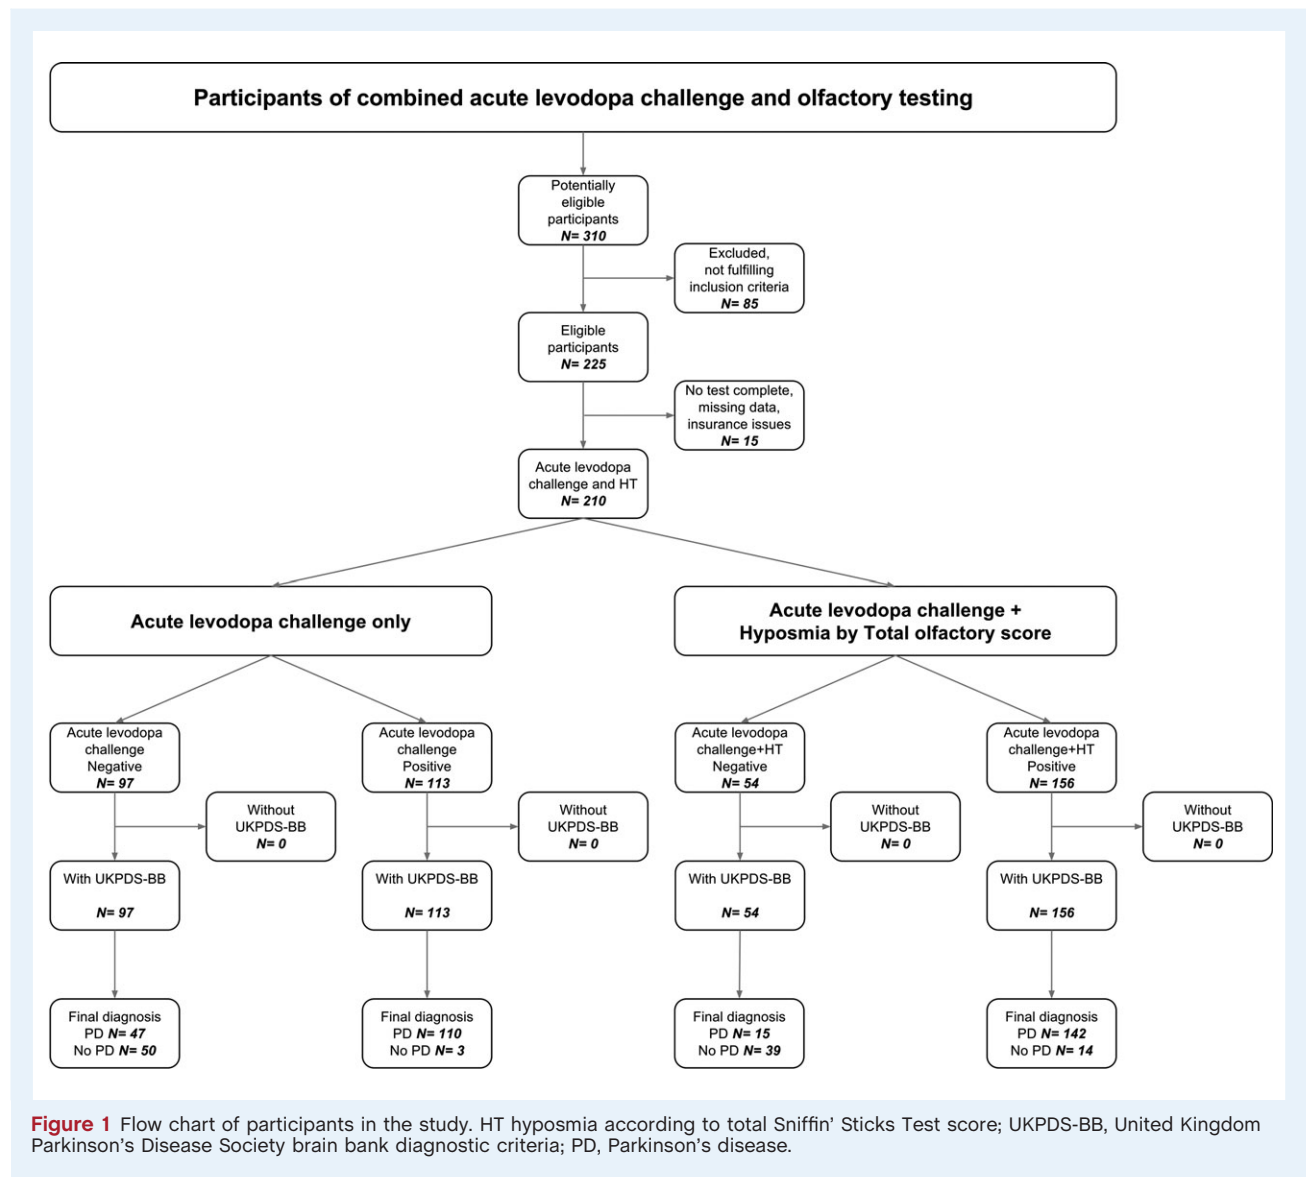 Participants of combined acute levodopa challenge and olfactory testing
Potentially
eligible
participants
N= 310
Excluded,
not fulfilling
inclusion criteria
N= 85
Eligible
participants
N= 225
No test complete,
missing data,
insurance issues
N= 15
Acute levodopa
challenge and HT
N= 210
Acute levodopa challenge only
Acute levodopa challenge +
Hyposmia by Total olfactory score
Acute levodopa
challenge
Negative
N= 97
Acute levodopa
challenge
Positive
N= 113
Acute levodopa
challenge+HT
Negative
N= 54
Acute levodopa
challenge+HT
Positive
N= 156
Without
UKPDS-BB
N= 0
Without
UKPDS-BB
N= 0
Without
UKPDS-BB
N= 0
Without
UKPDS-BB
N= 0
With UKPDS-BB
N= 97
With UKPDS-BB
N= 113
With UKPDS-BB
N= 54
With UKPDS-BB
N= 156
Final diagnosis
PD N= 47
No PD N= 50
Final diagnosis
PD N= 110
No PD N= 3
Final diagnosis
PD N= 15
No PD N= 39
Final diagnosis
PD N= 142
No PD N= 14
Figure 1 Flow chart of participants in the study. HT hyposmia according to total Sniffin’ Sticks Test score; UKPDS-BB, United Kingdom
Parkinson’s Disease Society brain bank diagnostic criteria; PD, Parkinson’s disease.